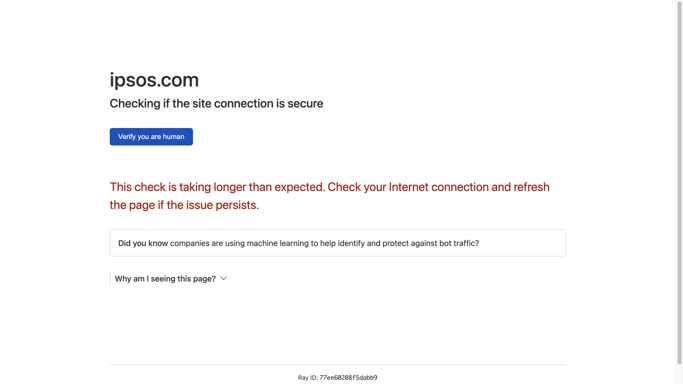 ipsos.com
Checking if the site connection is secure
Verify you are human
This check is taking longer than expected. Check your Internet connection and refresh
the page if the issue persists.
Did you know companies are using machine learning to help identify and protect against bot traffic?
Why am I seeing this page?
Ray ID: 77ee60208f5dabb9